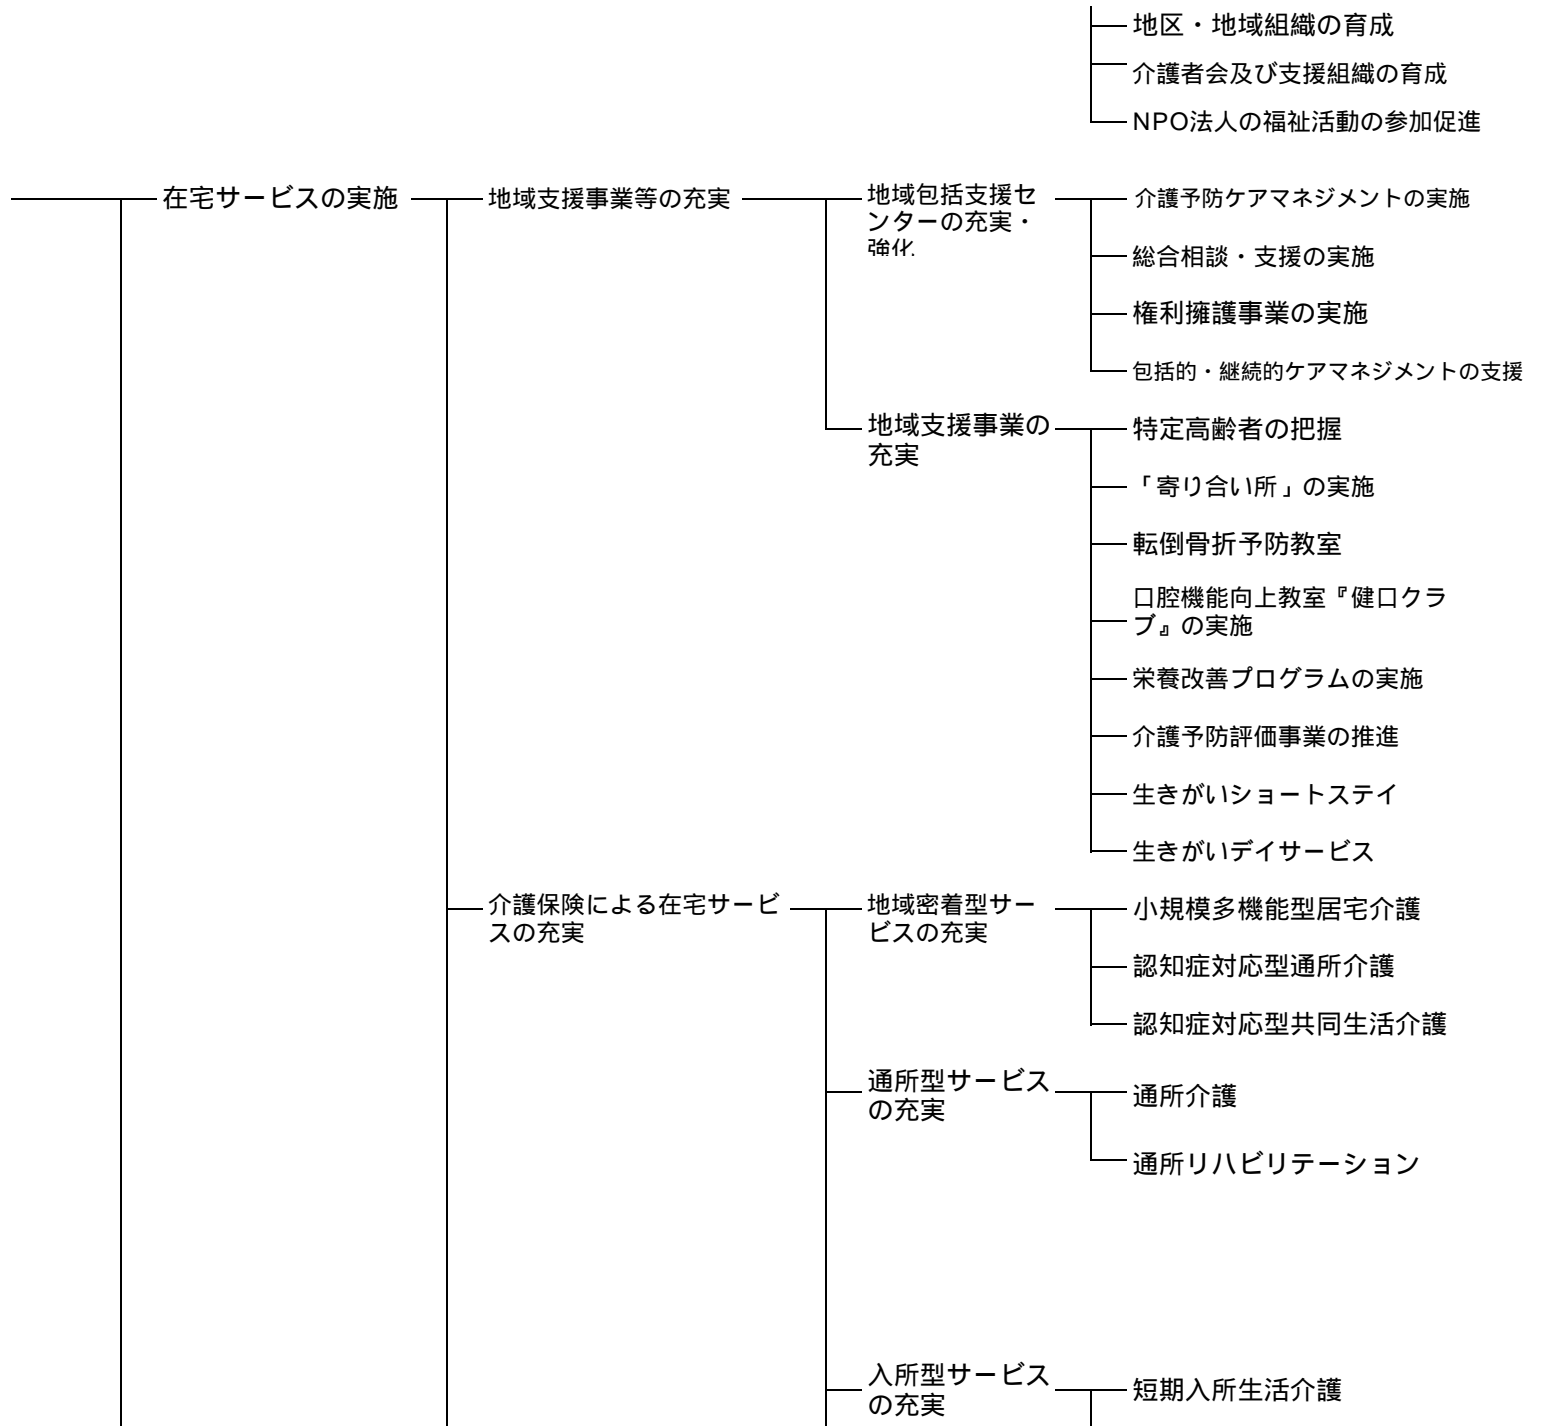 地区・地域組織の育成
介護者会及び支援組織の育成
NPO法人の福祉活動の参加促進
在宅サービスの実施
地域支援事業等の充実
地域包括支援セ
ンターの充実・
強化
介護予防ケアマネジメントの実施
総合相談・支援の実施
権利擁護事業の実施
包括的・継続的ケアマネジメントの支援
地域支援事業の
充実
特定高齢者の把握
「寄り合い所」の実施
転倒骨折予防教室
口腔機能向上教室『健口クラ
ブ』の実施
栄養改善プログラムの実施
介護予防評価事業の推進
生きがいショートステイ
生きがいデイサービス
介護保険による在宅サービ
スの充実
地域密着型サー
ビスの充実
小規模多機能型居宅介護
認知症対応型通所介護
認知症対応型共同生活介護
通所型サービス
の充実
通所介護
通所リハビリテーション
入所型サービス
の充実
短期入所生活介護